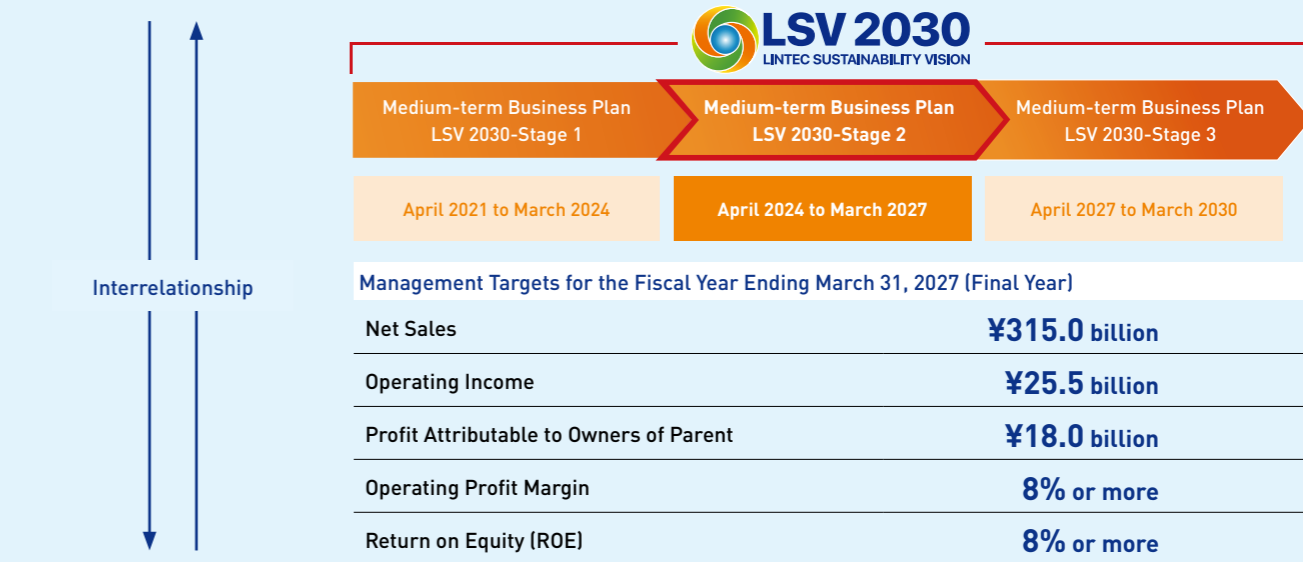 LSV 2030
LINTEC SUSTAINABILITY VISION
Medium-term Business Plan
LSV 2030-Stage 1
Medium-term Business Plan
LSV 2030-Stage 2
Medium-term Business Plan
LSV 2030-Stage 3
April 2021 to March 2024
April 2024 to March 2027
April 2027 to March 2030
Interrelationship
Management Targets for the Fiscal Year Ending March 31, 2027 (Final Year)
Net Sales ¥315.0 billion
Operating Income ¥25.5 billion
Profit Attributable to Owners of Parent ¥18.0 billion
Operating Profit Margin 8% or more
Return on Equity (ROE) 8% or more